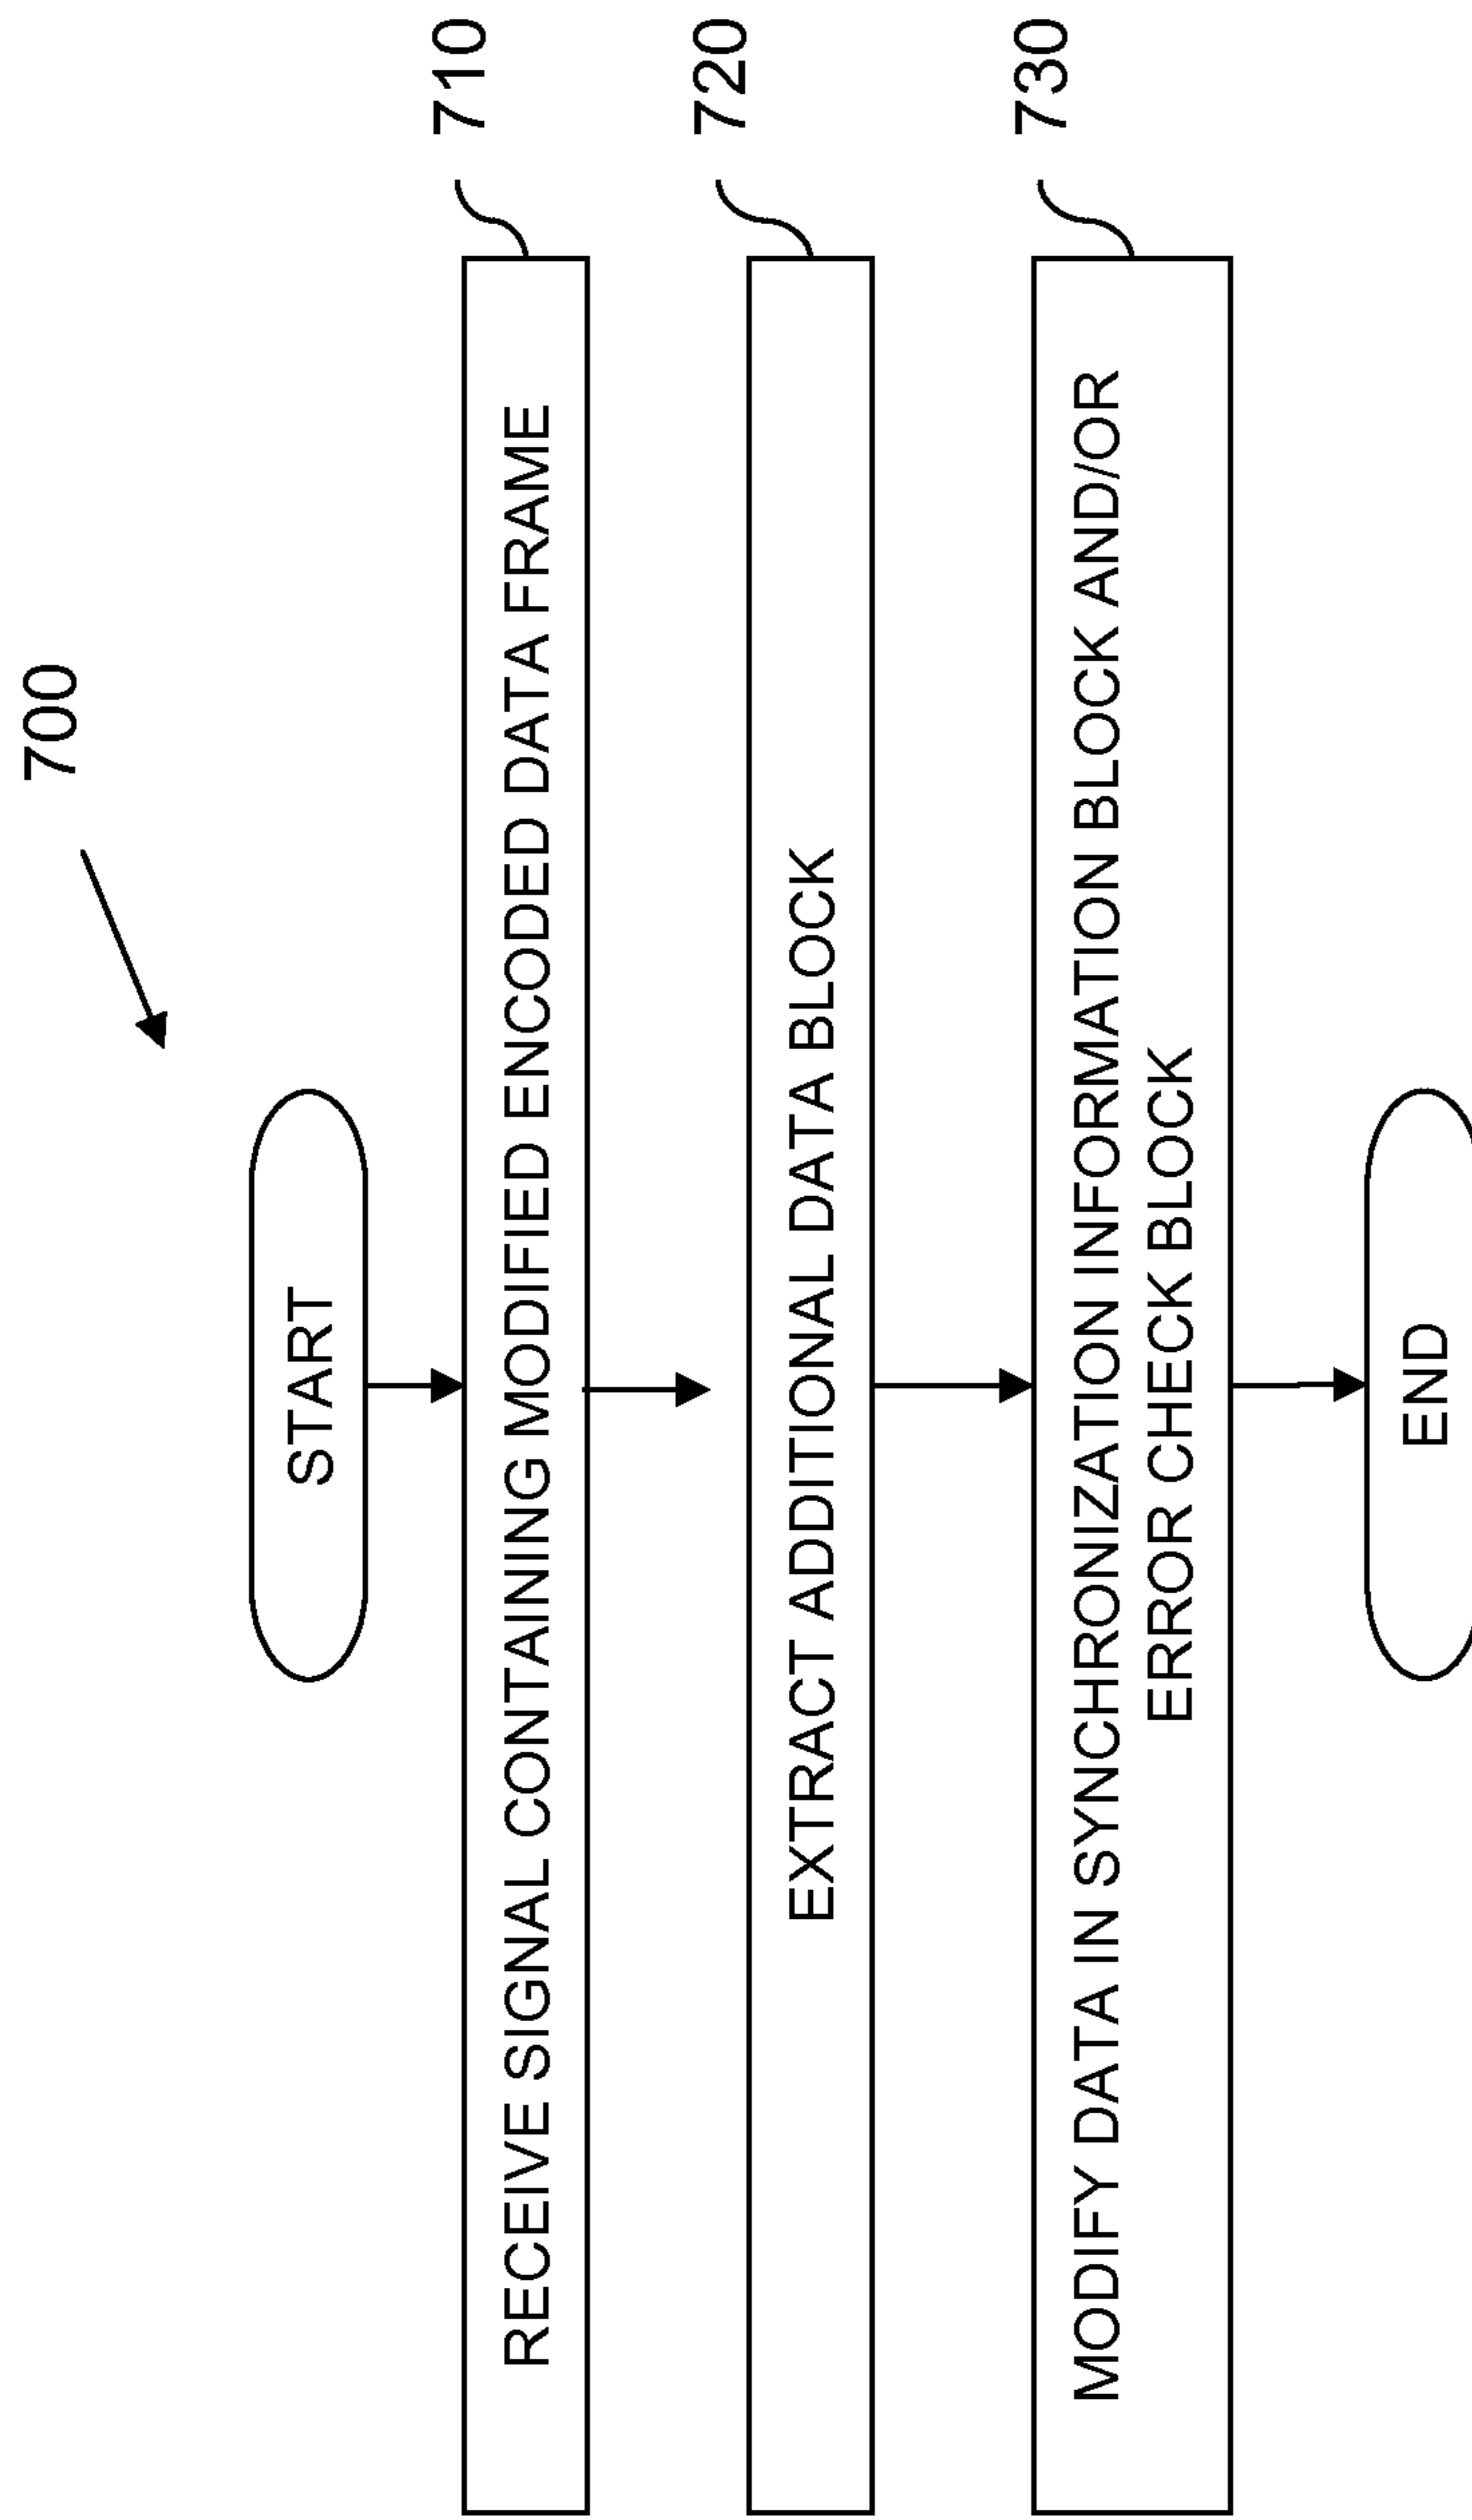 700
START
RECEIVE SIGNAL CONTAINING MODIFIED ENCODED DATA FRAME
710
EXTRACT ADDITIONAL DATA BLOCK
720
MODIFY DATA IN SYNCHRONIZATION INFORMATION BLOCK AND/OR
ERROR CHECK BLOCK
730
END